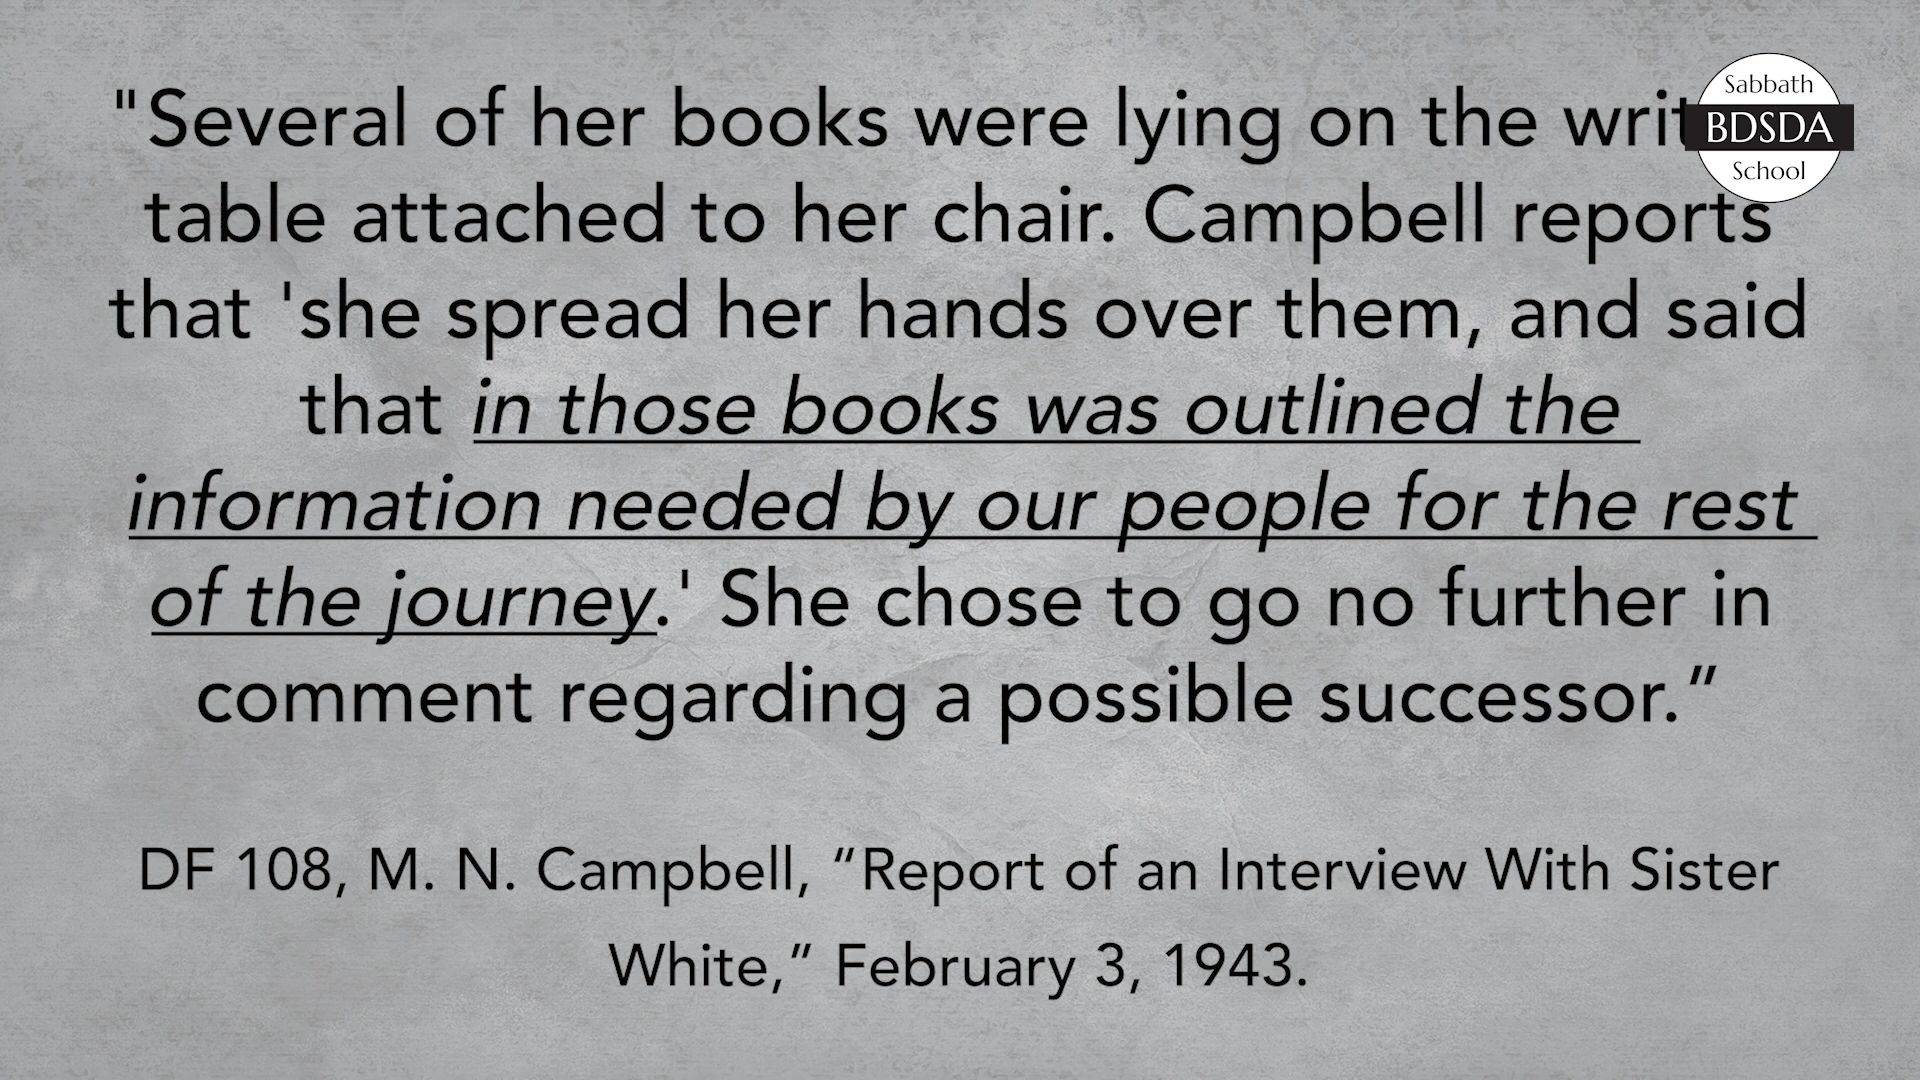 "Several of her books were lying on the writ
table attached to her chair. Campbell reports
that 'she spread her hands over them, and said
that in those books was outlined the
information needed by our people for the rest
of the journey.' She chose to go no further in
comment regarding a possible successor.”
DF 108, M. N. Campbell, “Report of an Interview With Sister
White,” February 3, 1943.
Sabbath
BDSDA
School